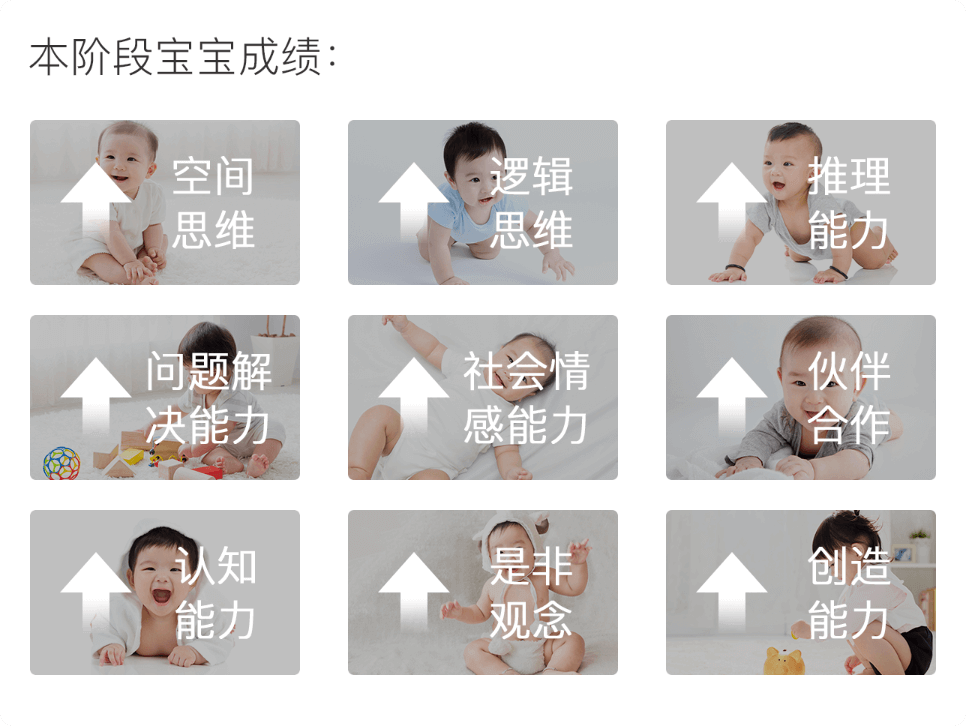 本阶段宝宝成绩：
空间
思维
逻辑
思维
推理
能力
问题解
决能力
社会情
感能力
伙伴
合作
认知
能力
是非
观念
创造
能力